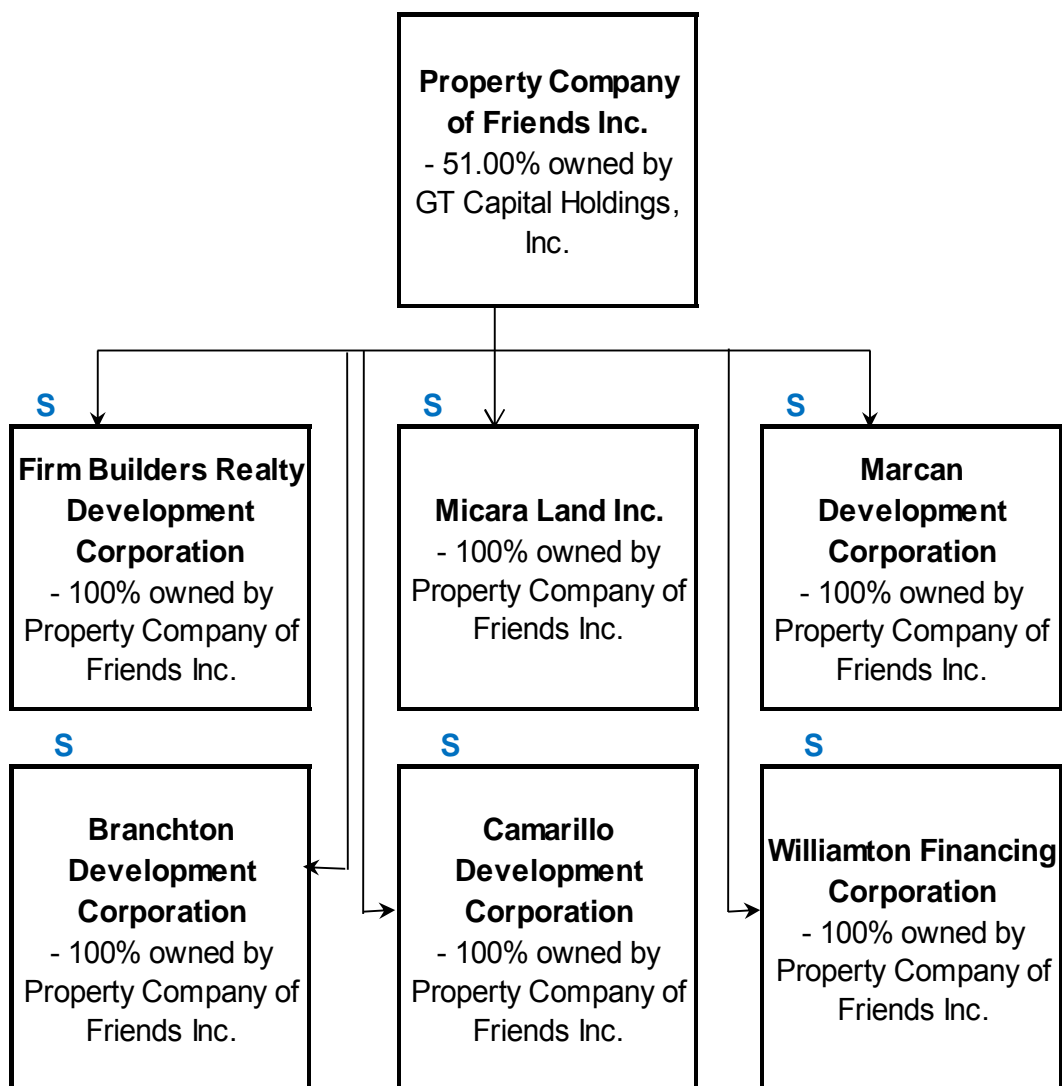 Property Company
of Friends Inc.
- 51.00% owned by
GT Capital Holdings,
Inc.
S
Firm Builders Realty
Development
Corporation
- 100% owned by
Property Company of
Friends Inc.
S
Micara Land Inc.
- 100% owned by
Property Company of
Friends Inc.
S
Marcan
Development
Corporation
- 100% owned by
Property Company of
Friends Inc.
S
Branchton
Development
Corporation
- 100% owned by
Property Company of
Friends Inc.
S
Camarillo
Development
Corporation
- 100% owned by
Property Company of
Friends Inc.
S
Williamton Financing
Corporation
- 100% owned by
Property Company of
Friends Inc.